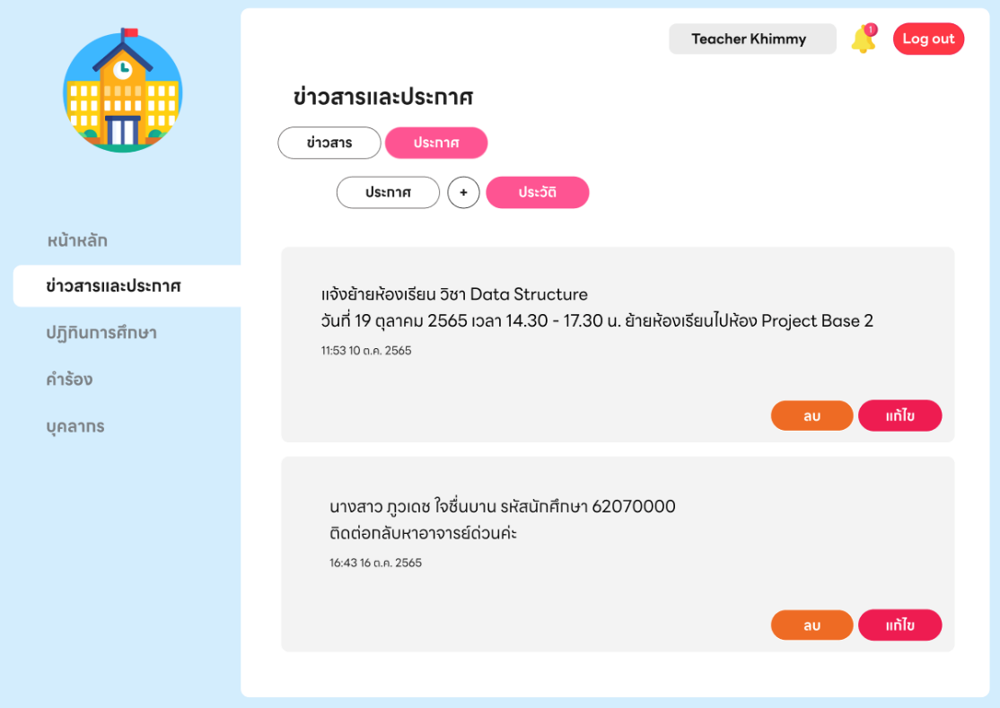 Teacher Khimmy
1
Log out
ข่าวสารและประกาศ
ข่าวสาร
ประกาศ
ประกาศ
+
ประวัติ
หน้าหลัก
ข่าวสารและประกาศ
ปฏิทินการศึกษา
คำร้อง
บุคลากร
แจ้งย้ายห้องเรียน วิชา Data Structure
วันที่ 19 ตุลาคม 2565 เวลา 14.30 - 17.30 น. ย้ายห้องเรียนไปห้อง Project Base 2
11:53 10 ต.ค. 2565
ลบ
แก้ไข
นางสาว ภูวเดช ใจชื่นบาน รหัสนักศึกษา 62070000
ติดต่อกลับหาอาจารย์ด่วนค่ะ
16:43 16 ต.ค. 2565
ลบ
แก้ไข